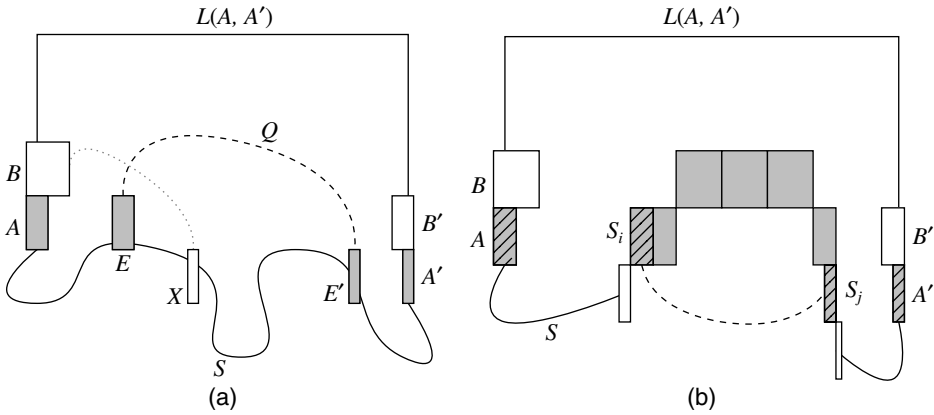 L(A, A′)
Q
B
A
E
X
E′
S
B′
A′
(a)
L(A, A′)
B
A
S_i
S
S_j
B′
A′
(b)